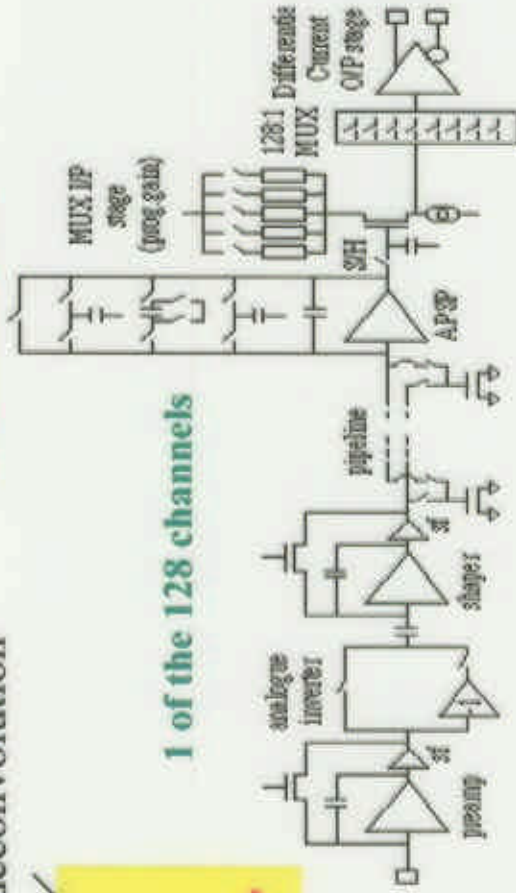 deconvolution
1 of the 128 channels
preamp
sf
analogue
inverter
shaper
sf
pipeline
APSP
S/H
MUX I/P
stage
(prog.gain)
128:1
MUX
Differential
Current
O/P stage